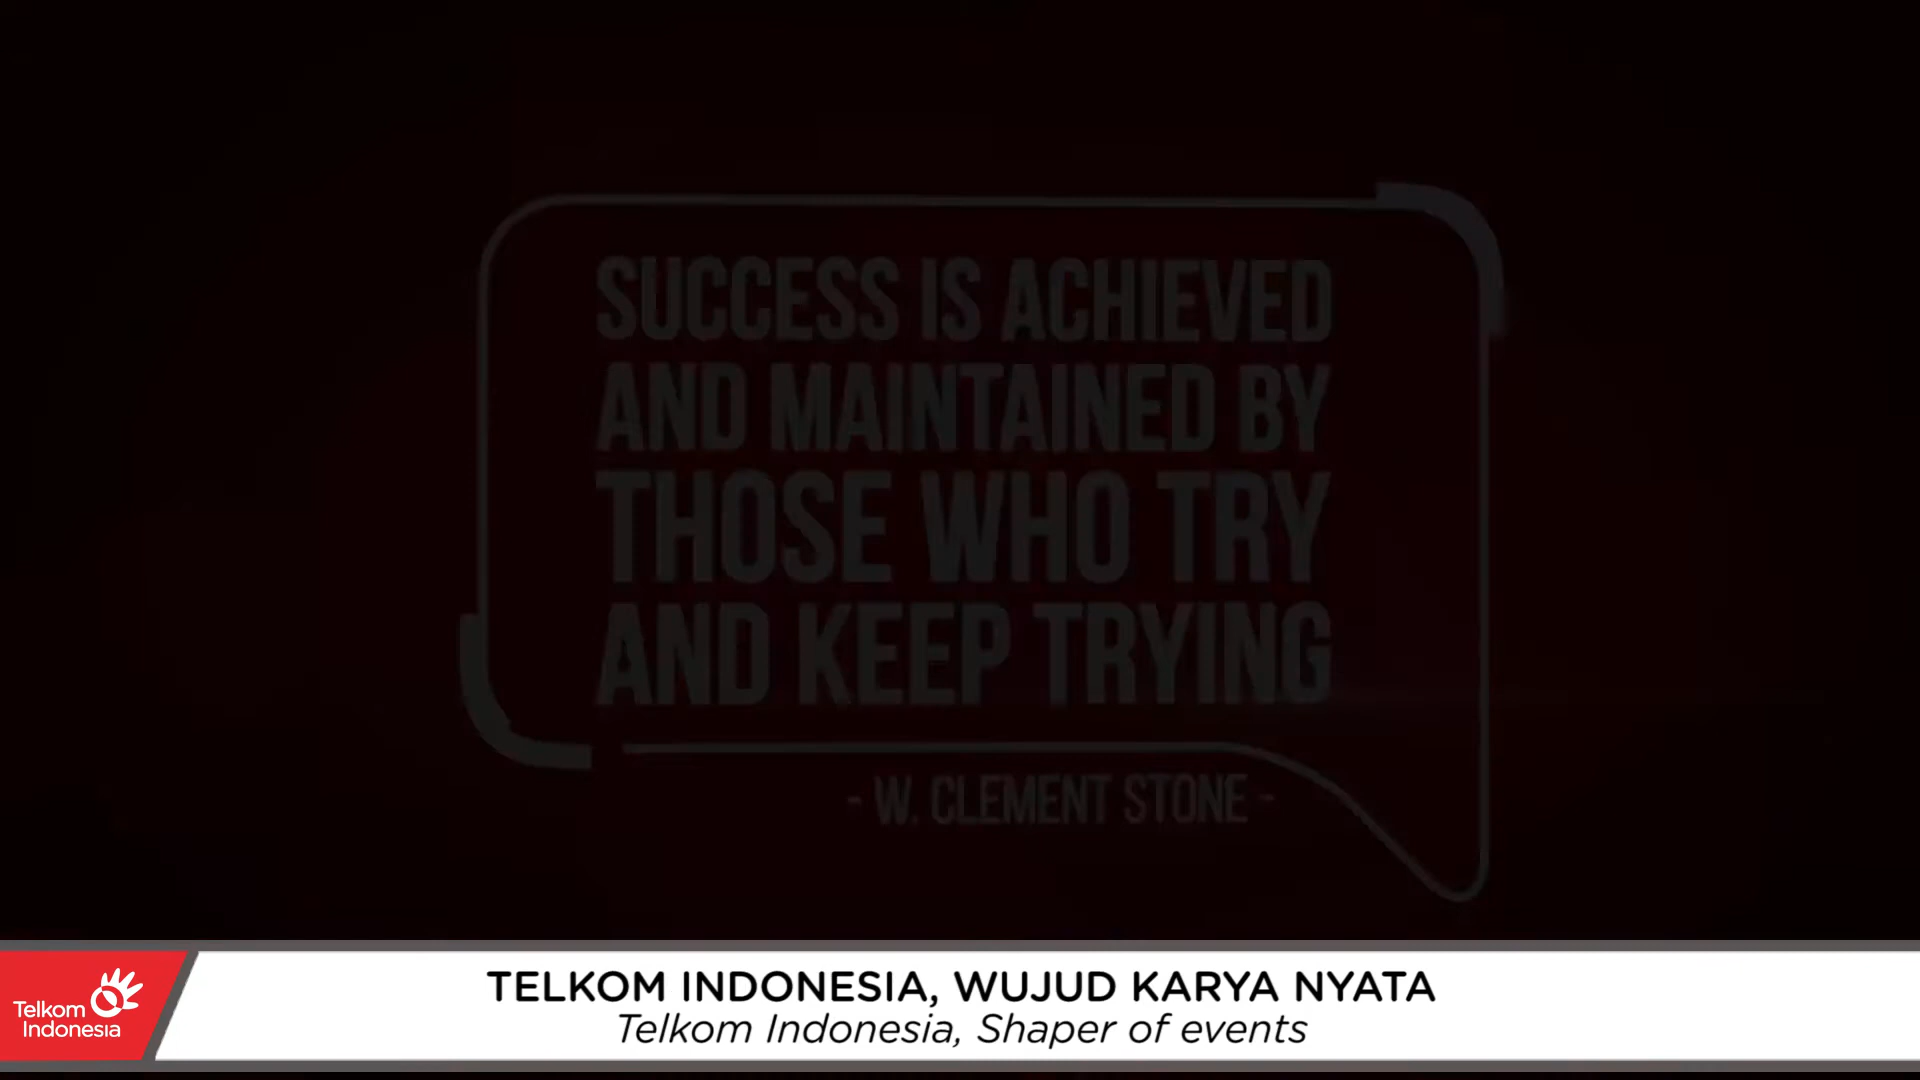 SUCCESS IS ACHIEVED
AND MAINTAINED BY
THOSE WHO TRY
AND KEEP TRYING
- W. CLEMENT STONE -
Telkom
Indonesia
TELKOM INDONESIA, WUJUD KARYA NYATA
Telkom Indonesia, Shaper of events